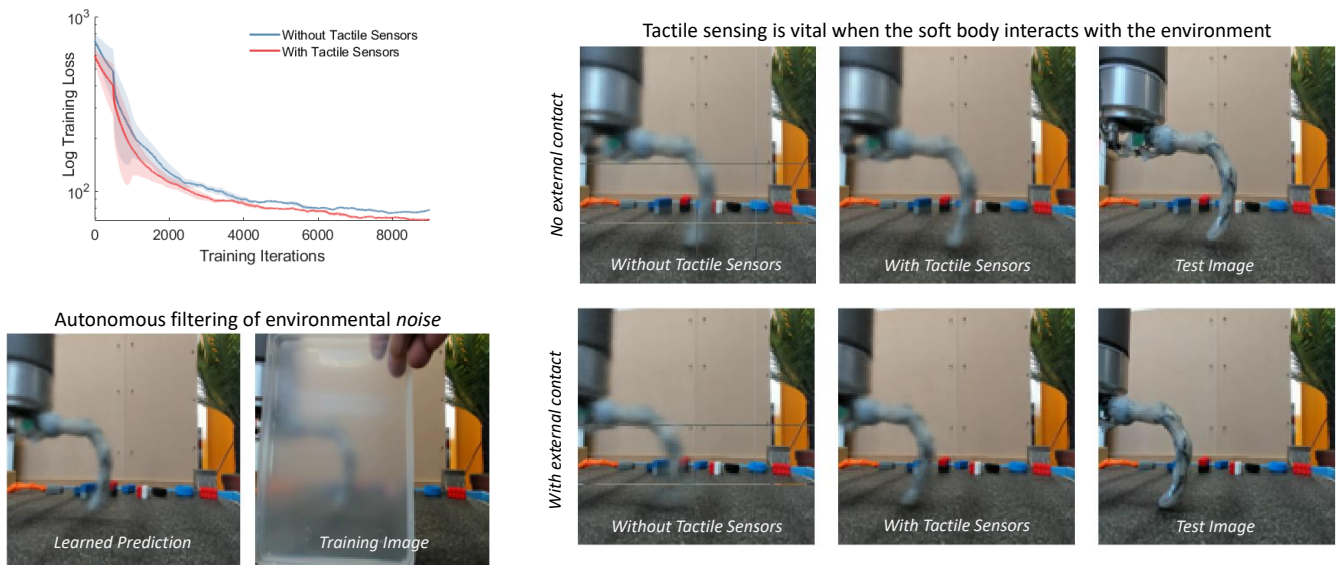 10³
10²
Log Training Loss
Without Tactile Sensors
With Tactile Sensors
0 2000 4000 6000 8000
Training Iterations
Autonomous filtering of environmental noise
Learned Prediction
Training Image
Tactile sensing is vital when the soft body interacts with the environment
No external contact
Without Tactile Sensors
With Tactile Sensors
Test Image
With external contact
Without Tactile Sensors
With Tactile Sensors
Test Image